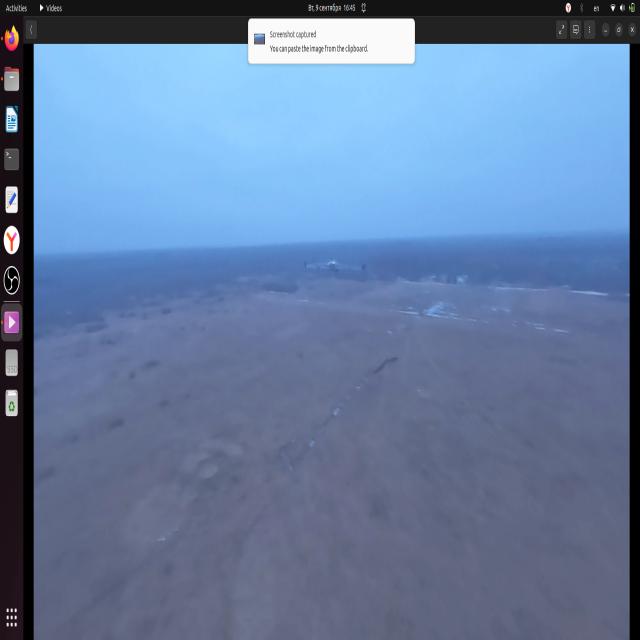 Activities
Videos
Вт, 9 сентября 16:45
en
Screenshot captured
You can paste the image from the clipboard.